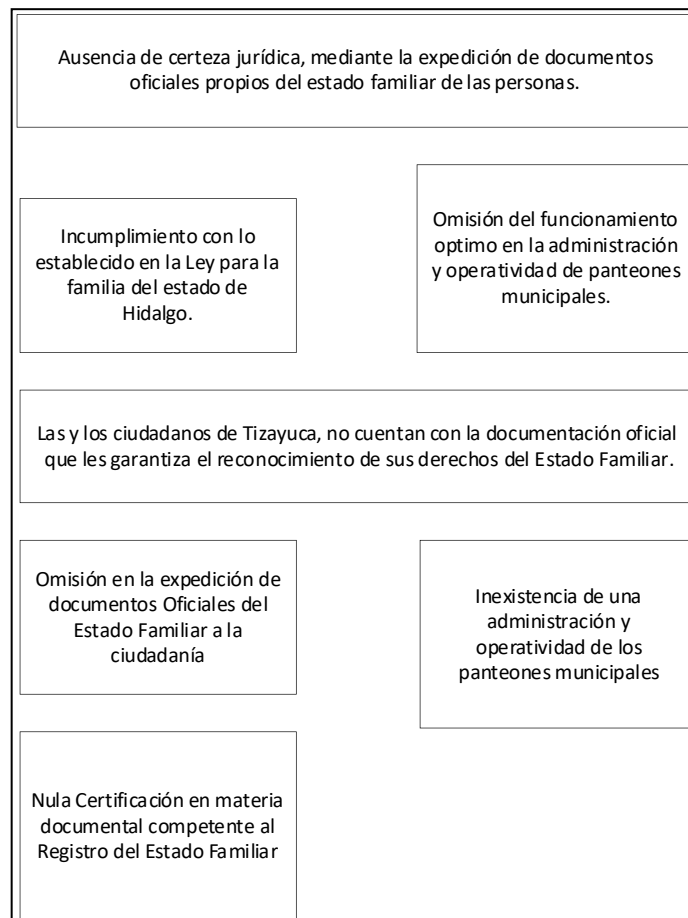 Ausencia de certeza jurídica, mediante la expedición de documentos
oficiales propios del estado familiar de las personas.
Incumplimiento con lo
establecido en la Ley para la
familia del estado de
Hidalgo.
Omisión del funcionamiento
optimo en la administración
y operatividad de panteones
municipales.
Las y los ciudadanos de Tizayuca, no cuentan con la documentación oficial
que les garantiza el reconocimiento de sus derechos del Estado Familiar.
Omisión en la expedición de
documentos Oficiales del
Estado Familiar a la
ciudadanía
Inexistencia de una
administración y
operatividad de los
panteones municipales
Nula Certificación en materia
documental competente al
Registro del Estado Familiar